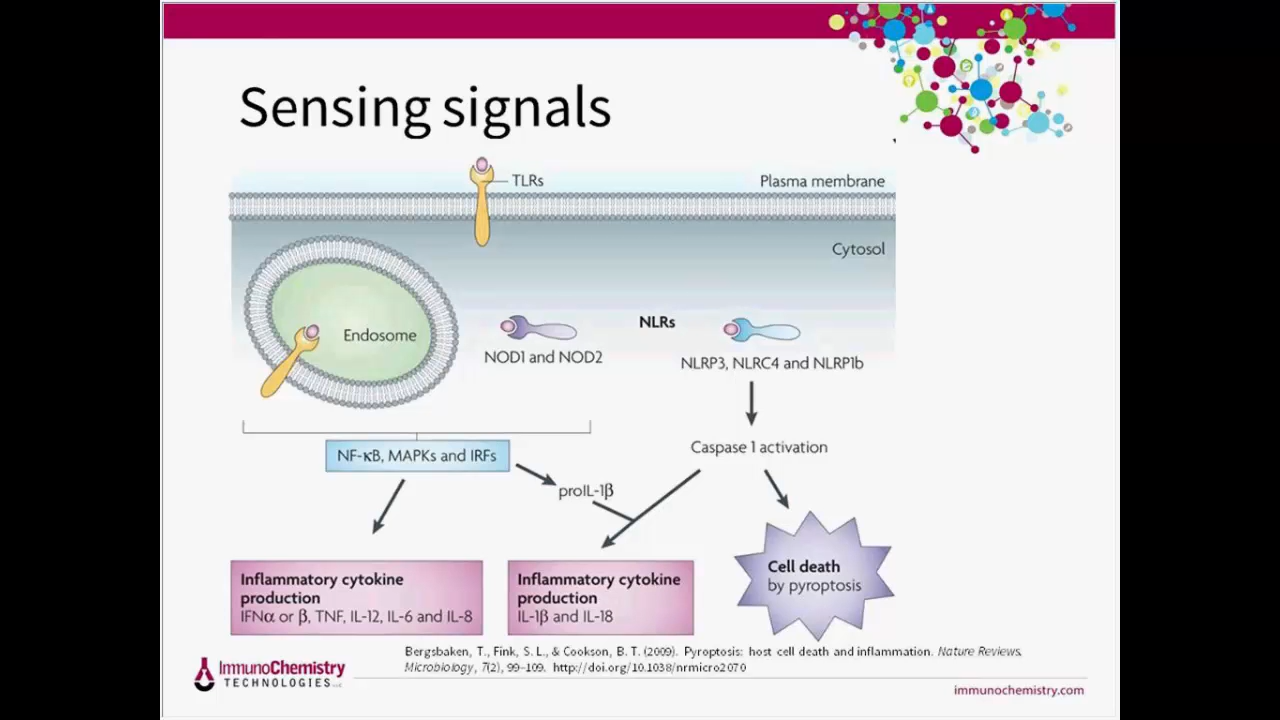 Sensing signals
TLRs
Plasma membrane
Cytosol
Endosome
NLRs
NOD1 and NOD2
NLRP3, NLRC4 and NLRP1b
NF-κB, MAPKs and IRFs
Caspase 1 activation
proIL-1β
Inflammatory cytokine
production
IFNα or β, TNF, IL-12, IL-6 and IL-8
Inflammatory cytokine
production
IL-1β and IL-18
Cell death
by pyroptosis
Bergsbaken, T., Fink, S. L., & Cookson, B. T. (2009). Pyroptosis: host cell death and inflammation. Nature Reviews.
Microbiology, 7(2), 99–109. http://doi.org/10.1038/nrmicro2070
ImmunoChemistry
TECHNOLOGIES
immunochemistry.com